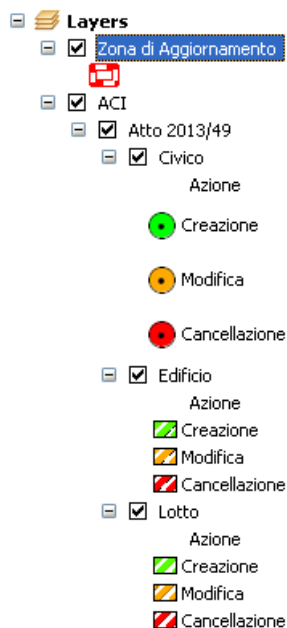 Layers
Zona di Aggiornamento
ACI
Atto 2013/49
Civico
Azione
Creazione
Modifica
Cancellazione
Edificio
Azione
Creazione
Modifica
Cancellazione
Lotto
Azione
Creazione
Modifica
Cancellazione